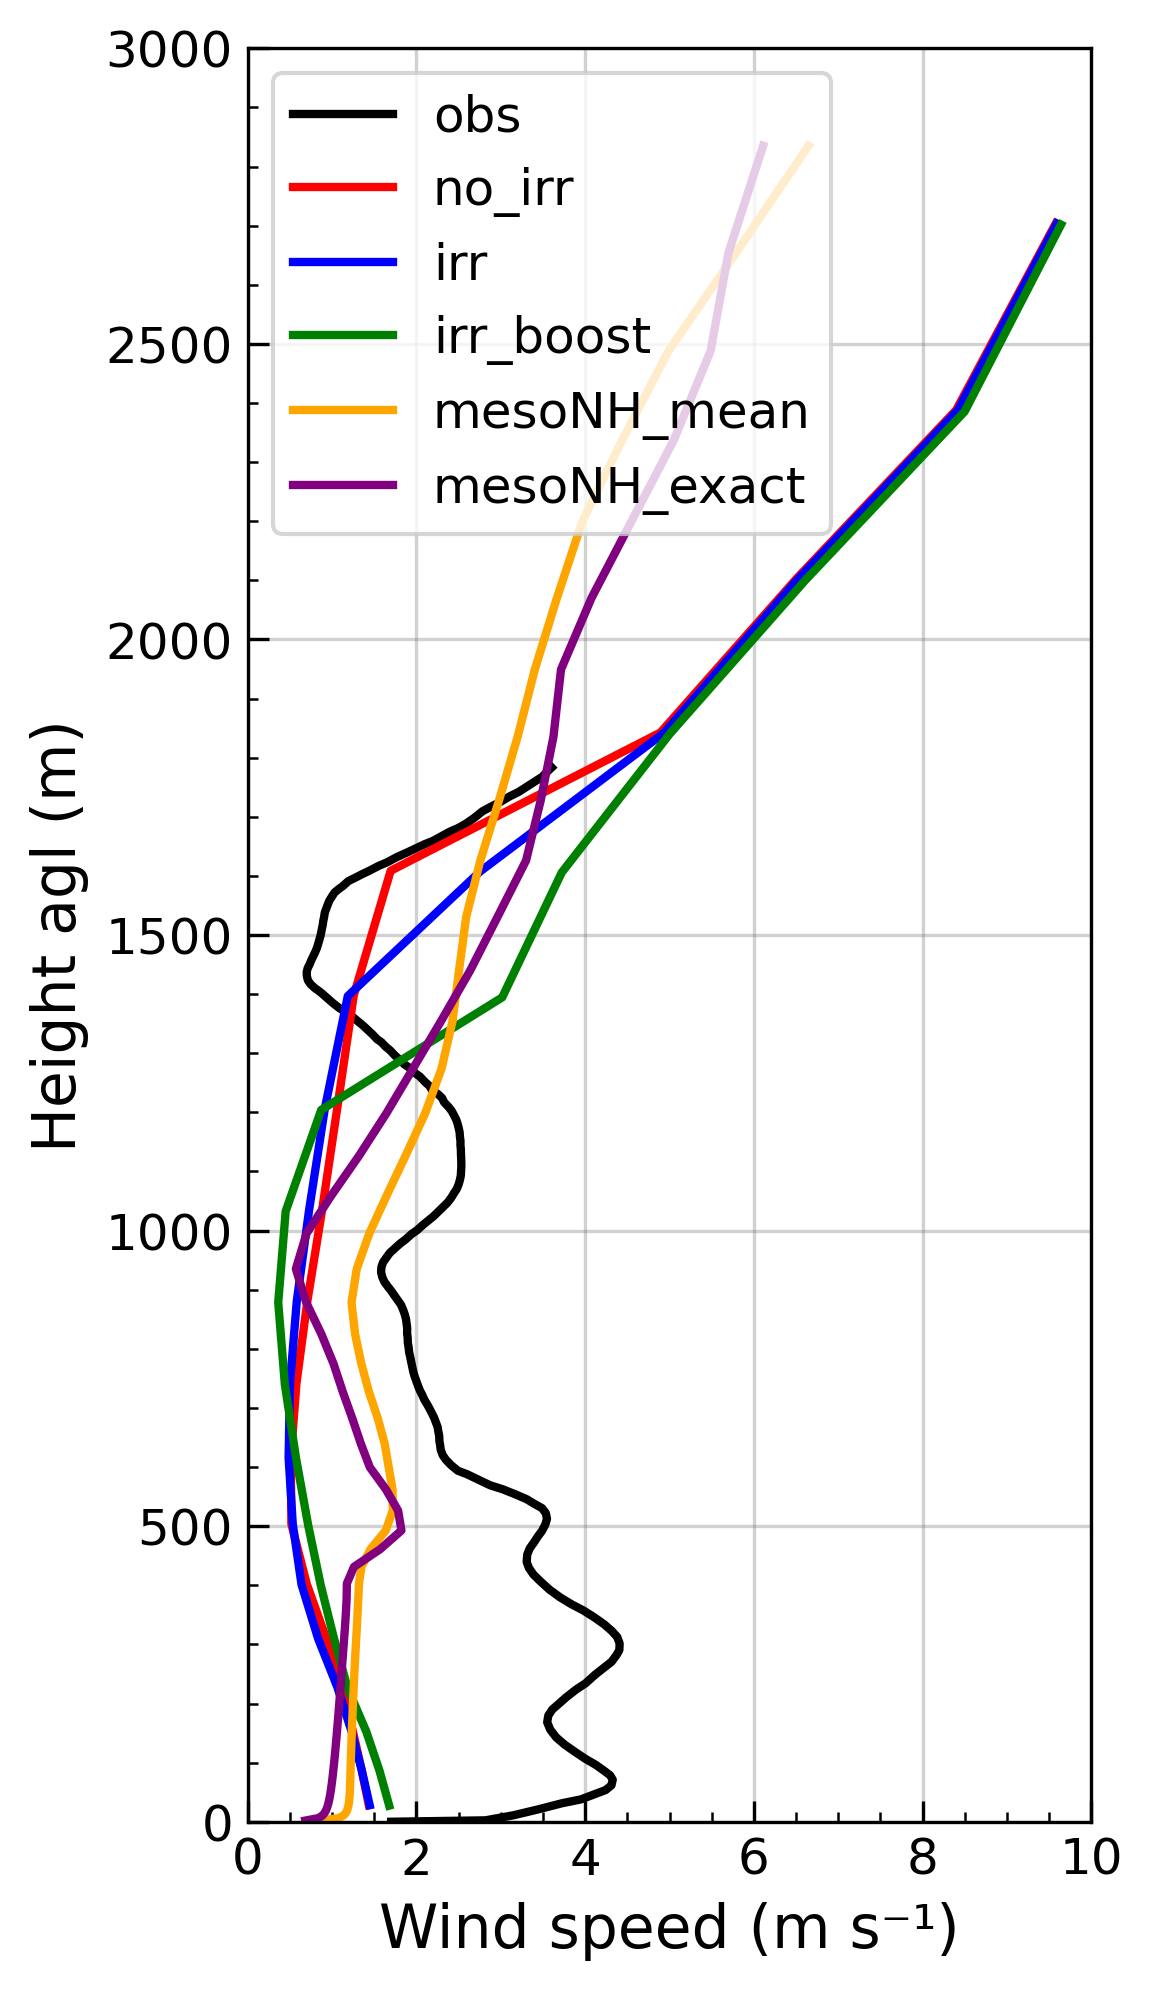 3000
2500
2000
1500
1000
500
0
Height agl (m)
obs
no_irr
irr
irr_boost
mesoNH_mean
mesoNH_exact
0 2 4 6 8 10
Wind speed (m s⁻¹)